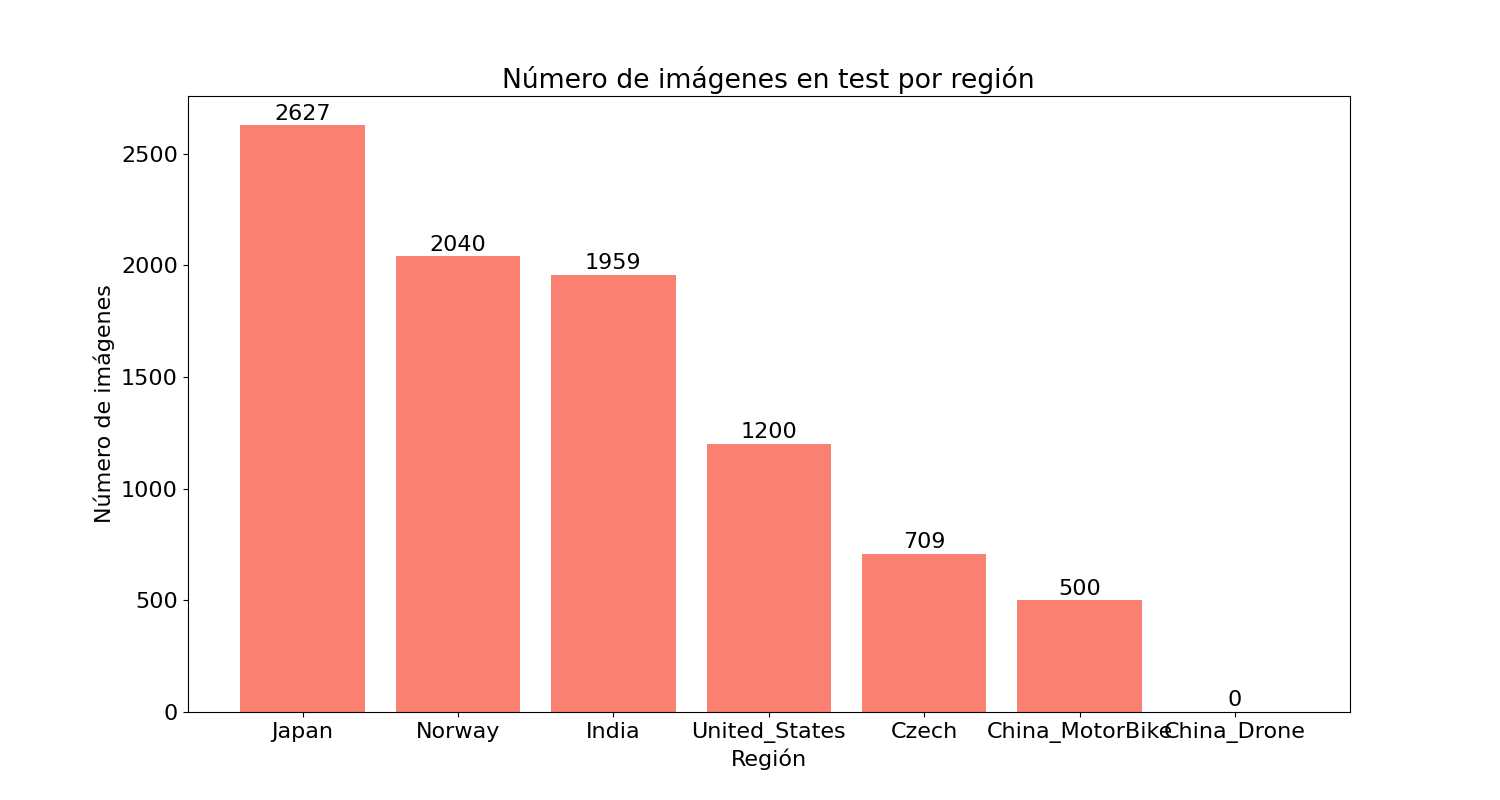 Número de imágenes en test por región
Número de imágenes
2500
2000
1500
1000
500
0
2627
2040
1959
1200
709
500
0
Japan
Norway
India
United_States
Czech
China_MotorBike
China_Drone
Región